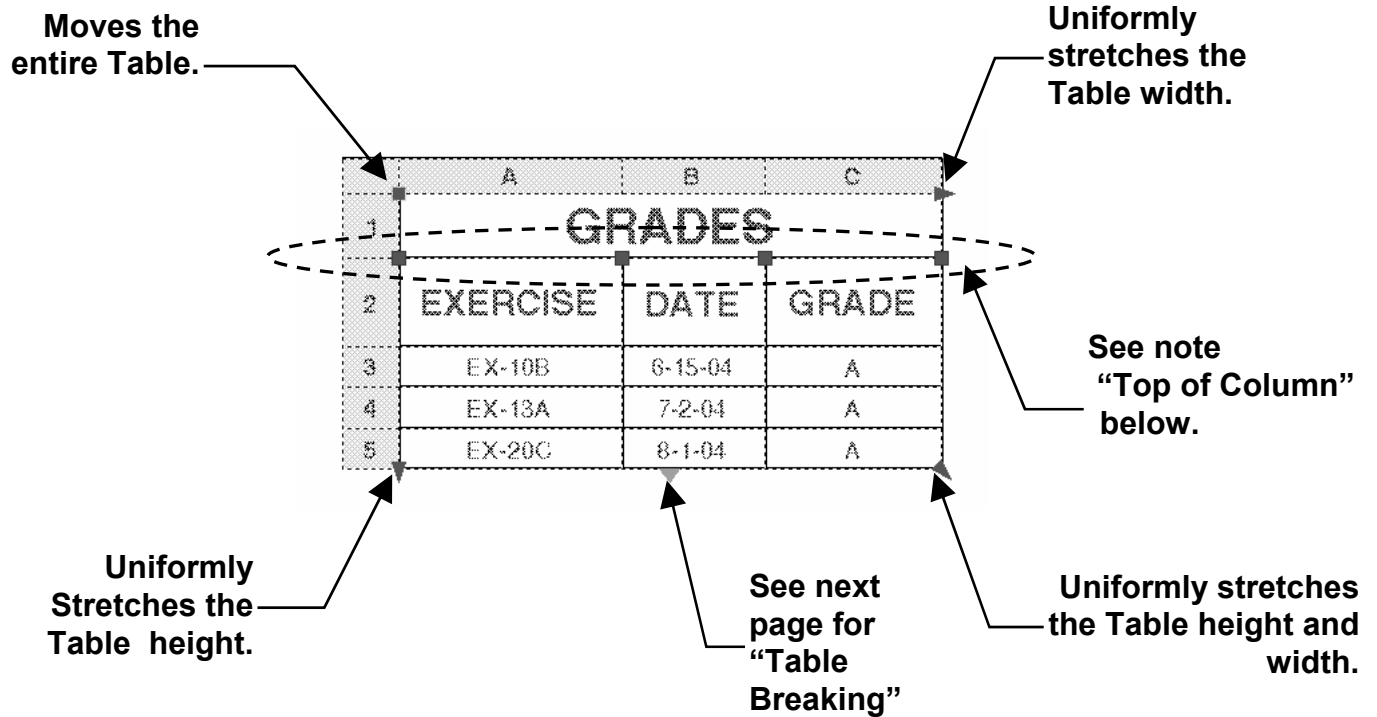 Moves the
entire Table.
Uniformly
stretches the
Table width.
A B C
1 GRADES
2 EXERCISE DATE GRADE
3 EX-10B 6-15-04 A
4 EX-13A 7-2-04 A
5 EX-20C 8-1-04 A
See note
“Top of Column”
below.
Uniformly
Stretches the
Table height.
See next
page for
“Table
Breaking”
Uniformly stretches
the Table height and
width.